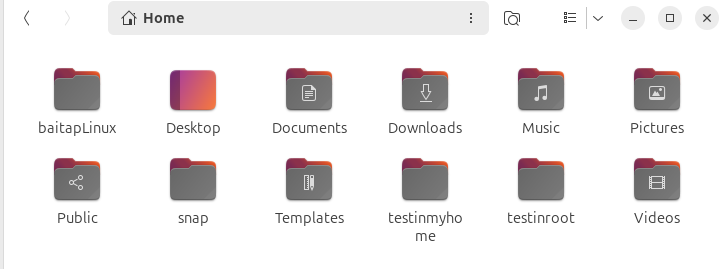 Home
baitapLinux
Desktop
Documents
Downloads
Music
Pictures
Public
snap
Templates
testinmyho
me
testinroot
Videos